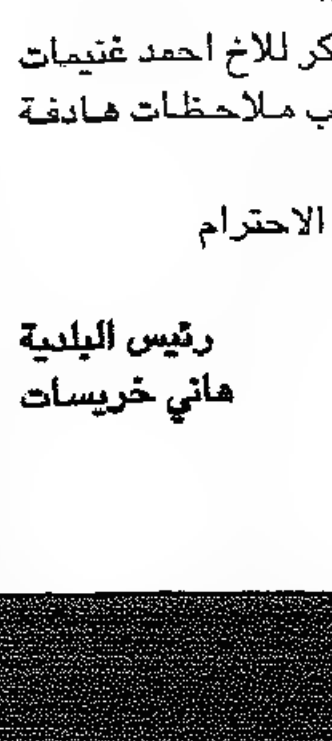 كر للاخ احمد غنيمات
ب ملاحظات هادفة
الاحترام
رئيس البلدية
هاني خريسات